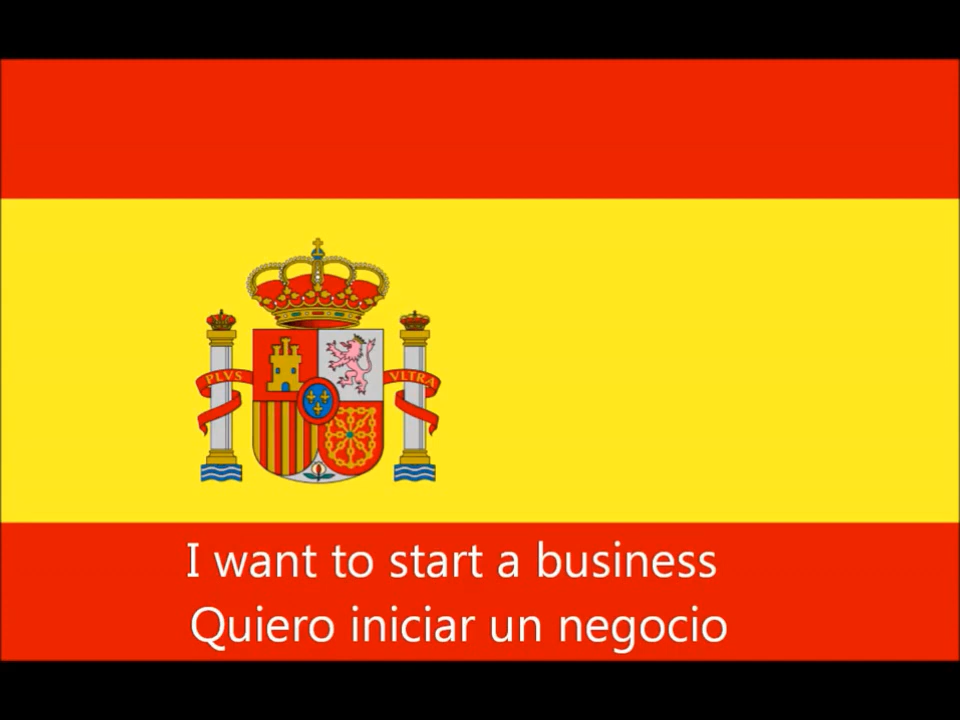 PLVS
VLTRA
I want to start a business
Quiero iniciar un negocio